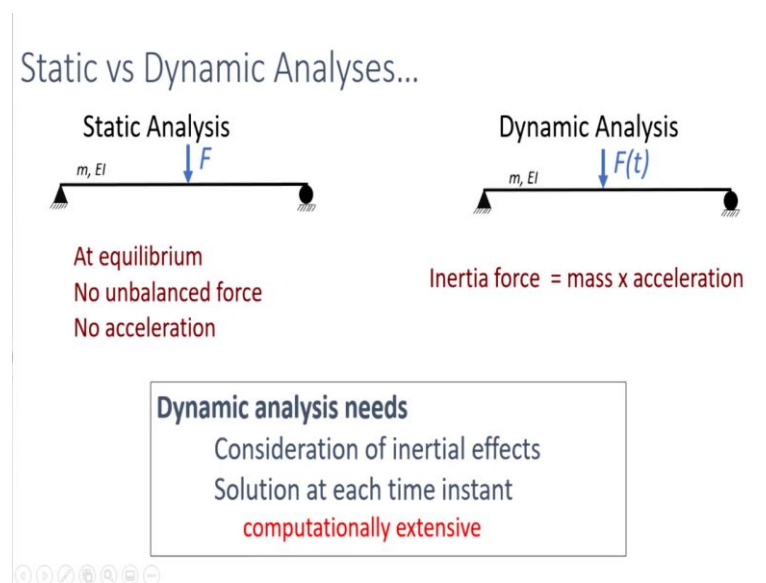 Static vs Dynamic Analyses...
Static Analysis
F
m, EI
At equilibrium
No unbalanced force
No acceleration
Dynamic Analysis
F(t)
m, EI
Inertia force = mass x acceleration
Dynamic analysis needs
Consideration of inertial effects
Solution at each time instant
computationally extensive